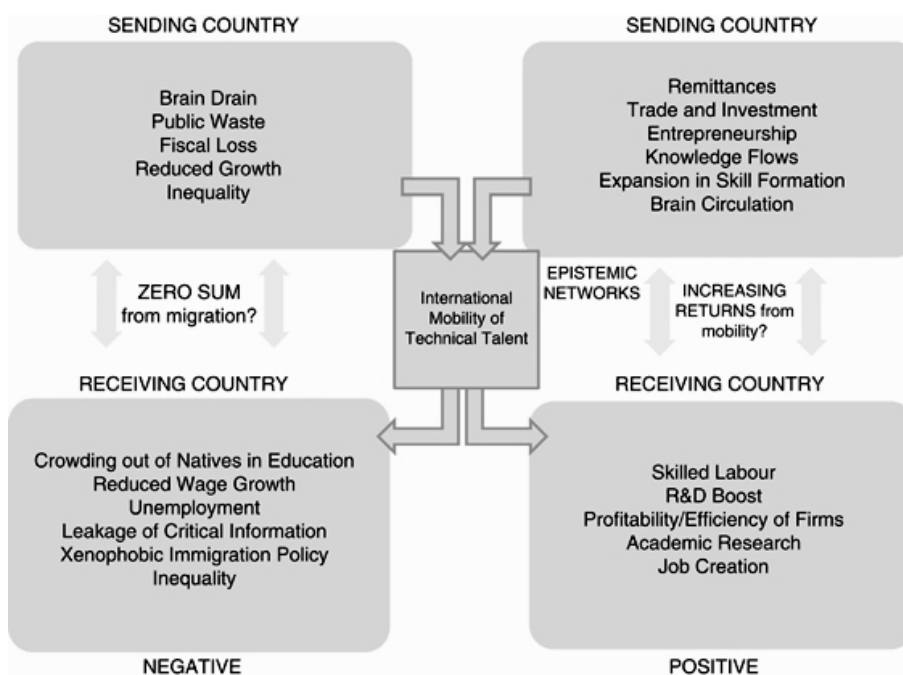 SENDING COUNTRY
Brain Drain
Public Waste
Fiscal Loss
Reduced Growth
Inequality
SENDING COUNTRY
Remittances
Trade and Investment
Entrepreneurship
Knowledge Flows
Expansion in Skill Formation
Brain Circulation
ZERO SUM
from migration?
International
Mobility of
Technical Talent
EPISTEMIC
NETWORKS
INCREASING
RETURNS from
mobility?
RECEIVING COUNTRY
Crowding out of Natives in Education
Reduced Wage Growth
Unemployment
Leakage of Critical Information
Xenophobic Immigration Policy
Inequality
NEGATIVE
RECEIVING COUNTRY
Skilled Labour
R&D Boost
Profitability/Efficiency of Firms
Academic Research
Job Creation
POSITIVE